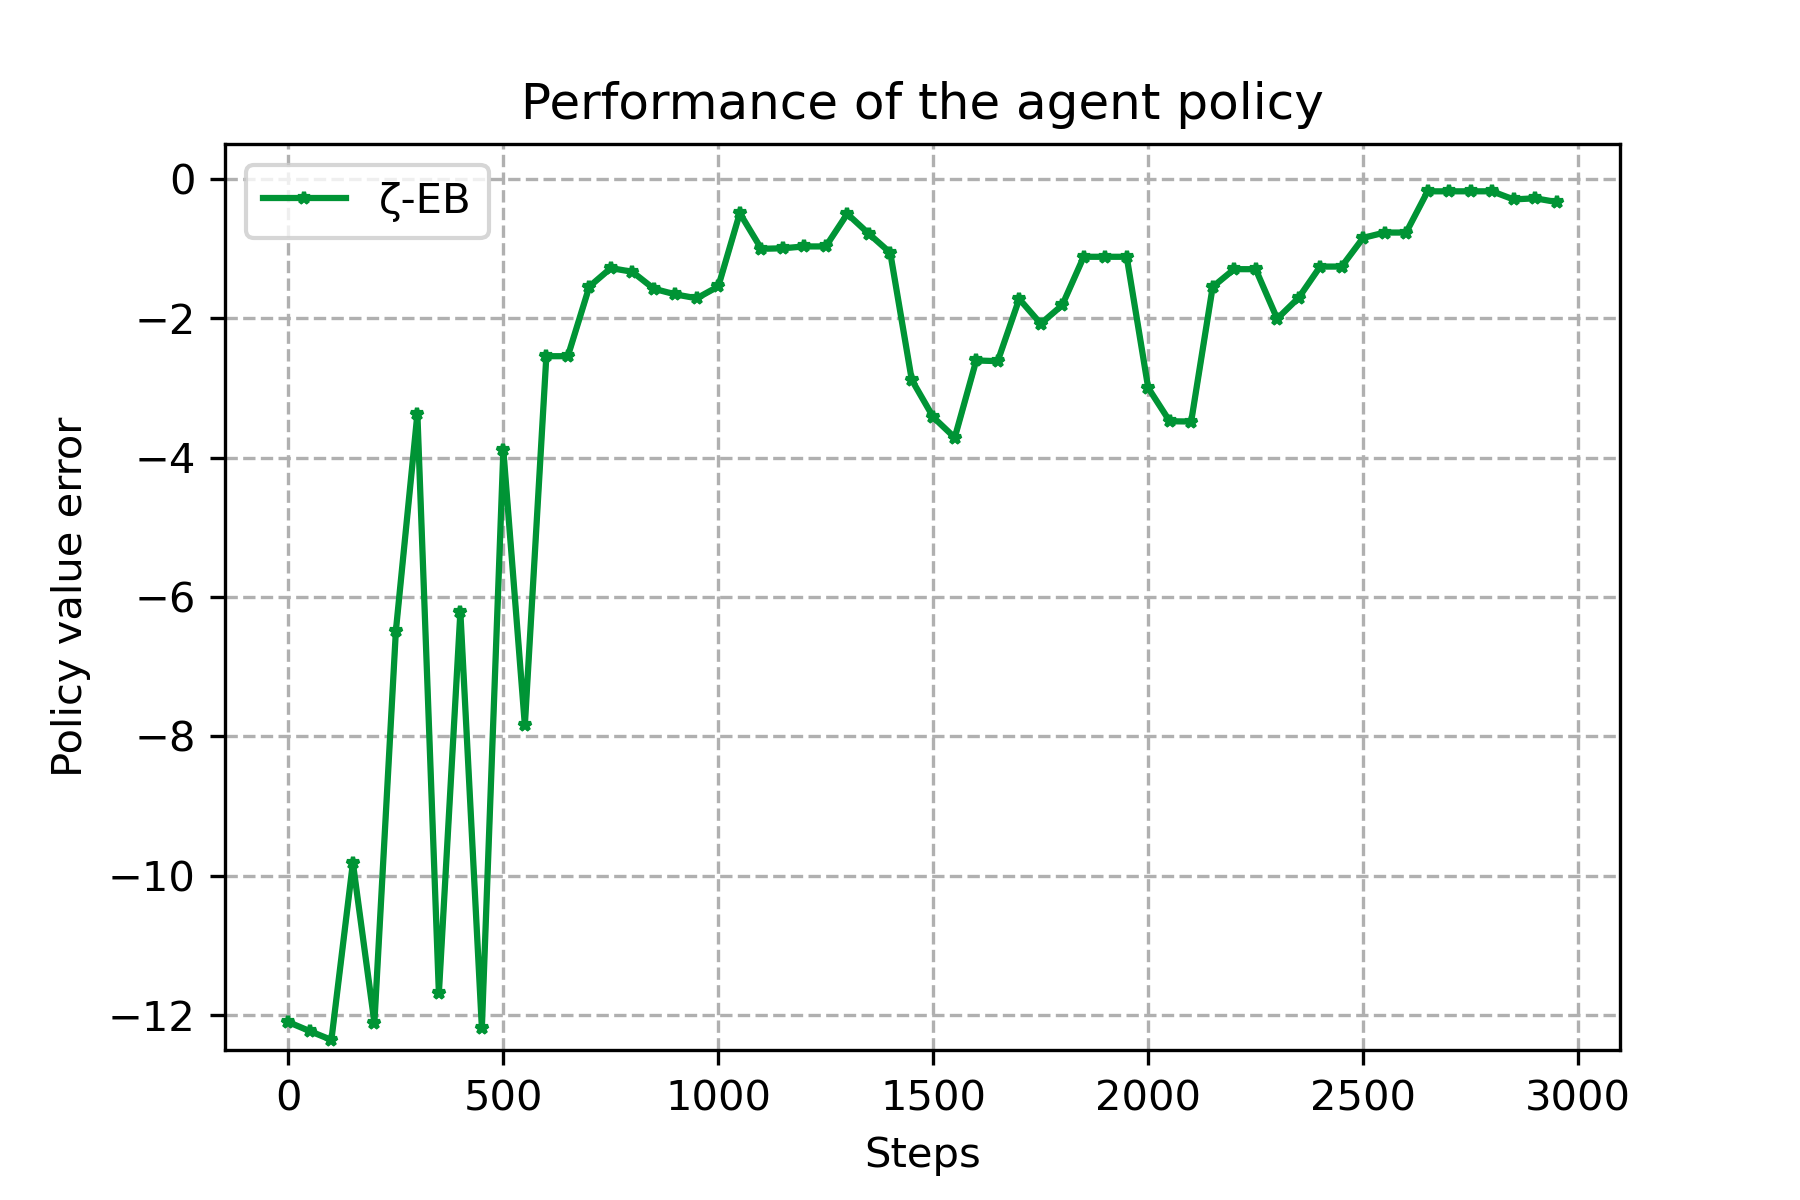 Performance of the agent policy
ζ-EB
Policy value error
0
−2
−4
−6
−8
−10
−12
0 500 1000 1500 2000 2500 3000
Steps